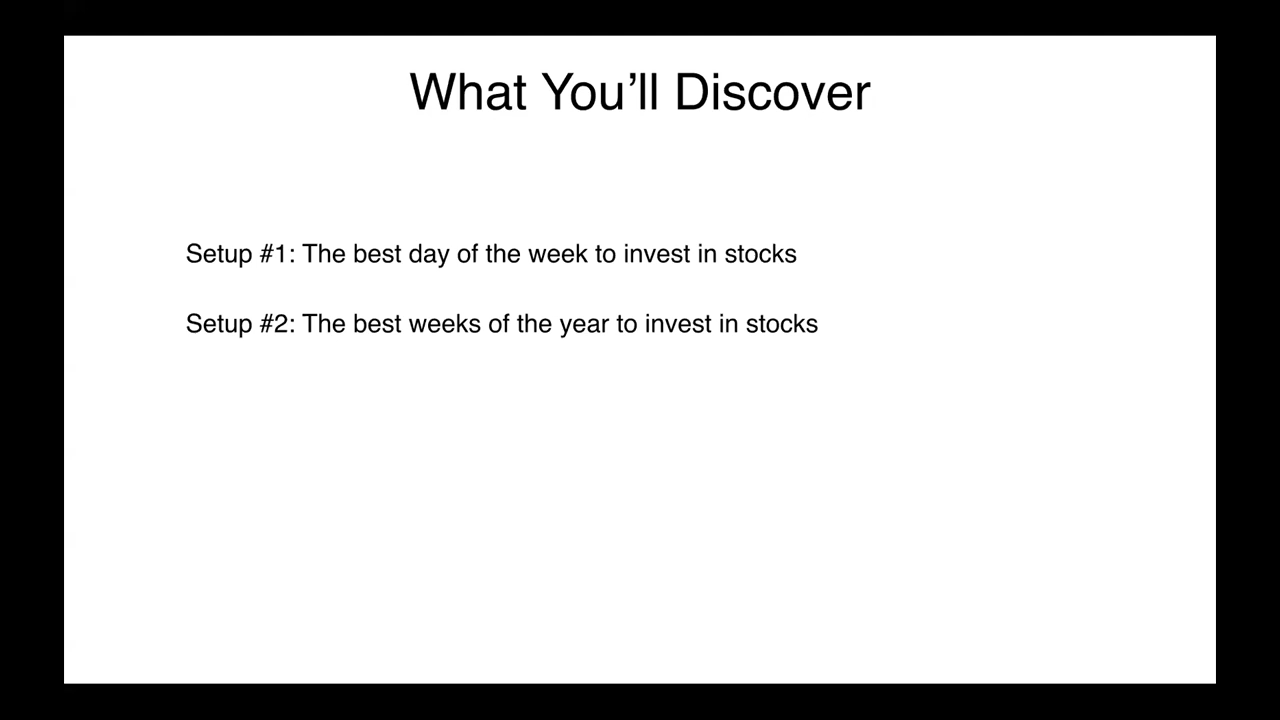 What You’ll Discover
Setup #1: The best day of the week to invest in stocks
Setup #2: The best weeks of the year to invest in stocks